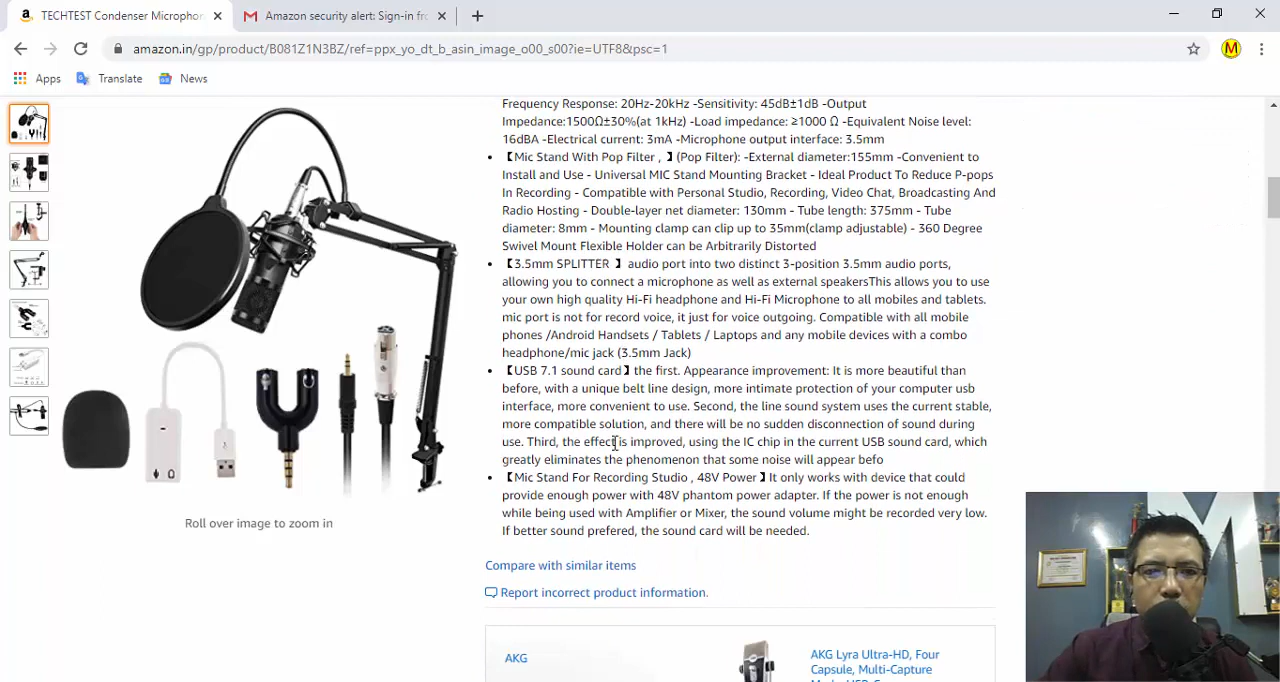 TECHTEST Condenser Microphon
Amazon security alert: Sign-in fro
amazon.in/gp/product/B081Z1N3BZ/ref=ppx_yo_dt_b_asin_image_o00_s00?ie=UTF8&psc=1
M
Apps Translate News
Frequency Response: 20Hz-20kHz -Sensitivity: 45dB±1dB -Output
Impedance:1500Ω±30%(at 1kHz) -Load impedance: ≥1000 Ω -Equivalent Noise level:
16dBA -Electrical current: 3mA -Microphone output interface: 3.5mm
【Mic Stand With Pop Filter , 】(Pop Filter): -External diameter:155mm -Convenient to
Install and Use - Universal MIC Stand Mounting Bracket - Ideal Product To Reduce P-pops
In Recording - Compatible with Personal Studio, Recording, Video Chat, Broadcasting And
Radio Hosting - Double-layer net diameter: 130mm - Tube length: 375mm - Tube
diameter: 8mm - Mounting clamp can clip up to 35mm(clamp adjustable) - 360 Degree
Swivel Mount Flexible Holder can be Arbitrarily Distorted
【3.5mm SPLITTER 】 audio port into two distinct 3-position 3.5mm audio ports,
allowing you to connect a microphone as well as external speakersThis allows you to use
your own high quality Hi-Fi headphone and Hi-Fi Microphone to all mobiles and tablets.
mic port is not for record voice, it just for voice outgoing. Compatible with all mobile
phones /Android Handsets / Tablets / Laptops and any mobile devices with a combo
headphone/mic jack (3.5mm Jack)
【USB 7.1 sound card】the first. Appearance improvement: It is more beautiful than
before, with a unique belt line design, more intimate protection of your computer usb
interface, more convenient to use. Second, the line sound system uses the current stable,
more compatible solution, and there will be no sudden disconnection of sound during
use. Third, the effect is improved, using the IC chip in the current USB sound card, which
greatly eliminates the phenomenon that some noise will appear befo
【Mic Stand For Recording Studio , 48V Power】It only works with device that could
provide enough power with 48V phantom power adapter. If the power is not enough
while being used with Amplifier or Mixer, the sound volume might be recorded very low.
If better sound prefered, the sound card will be needed.
Roll over image to zoom in
Compare with similar items
Report incorrect product information.
AKG
AKG Lyra Ultra-HD, Four
Capsule, Multi-Capture